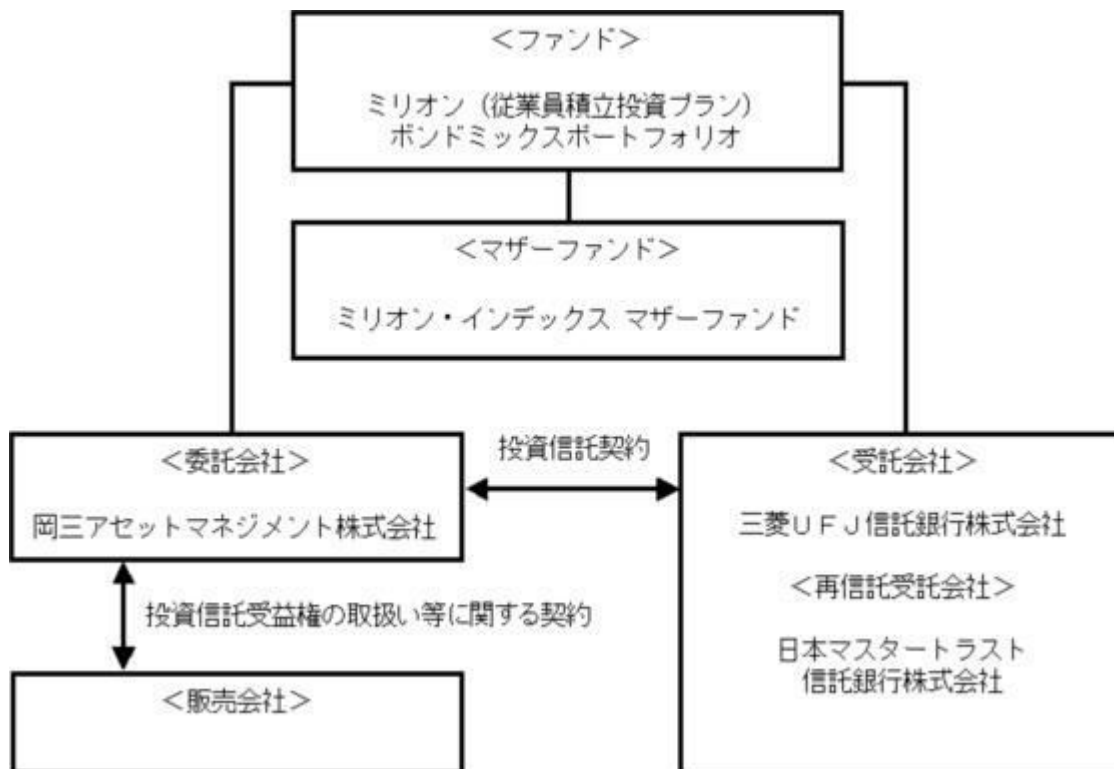 ＜ファンド＞
ミリオン（従業員積立投資プラン）
ボンドミックスポートフォリオ
＜マザーファンド＞
ミリオン・インデックス マザーファンド
＜委託会社＞
岡三アセットマネジメント株式会社
投資信託契約
＜受託会社＞
三菱ＵＦＪ信託銀行株式会社
＜再信託受託会社＞
日本マスタートラスト
信託銀行株式会社
投資信託受益権の取扱い等に関する契約
＜販売会社＞